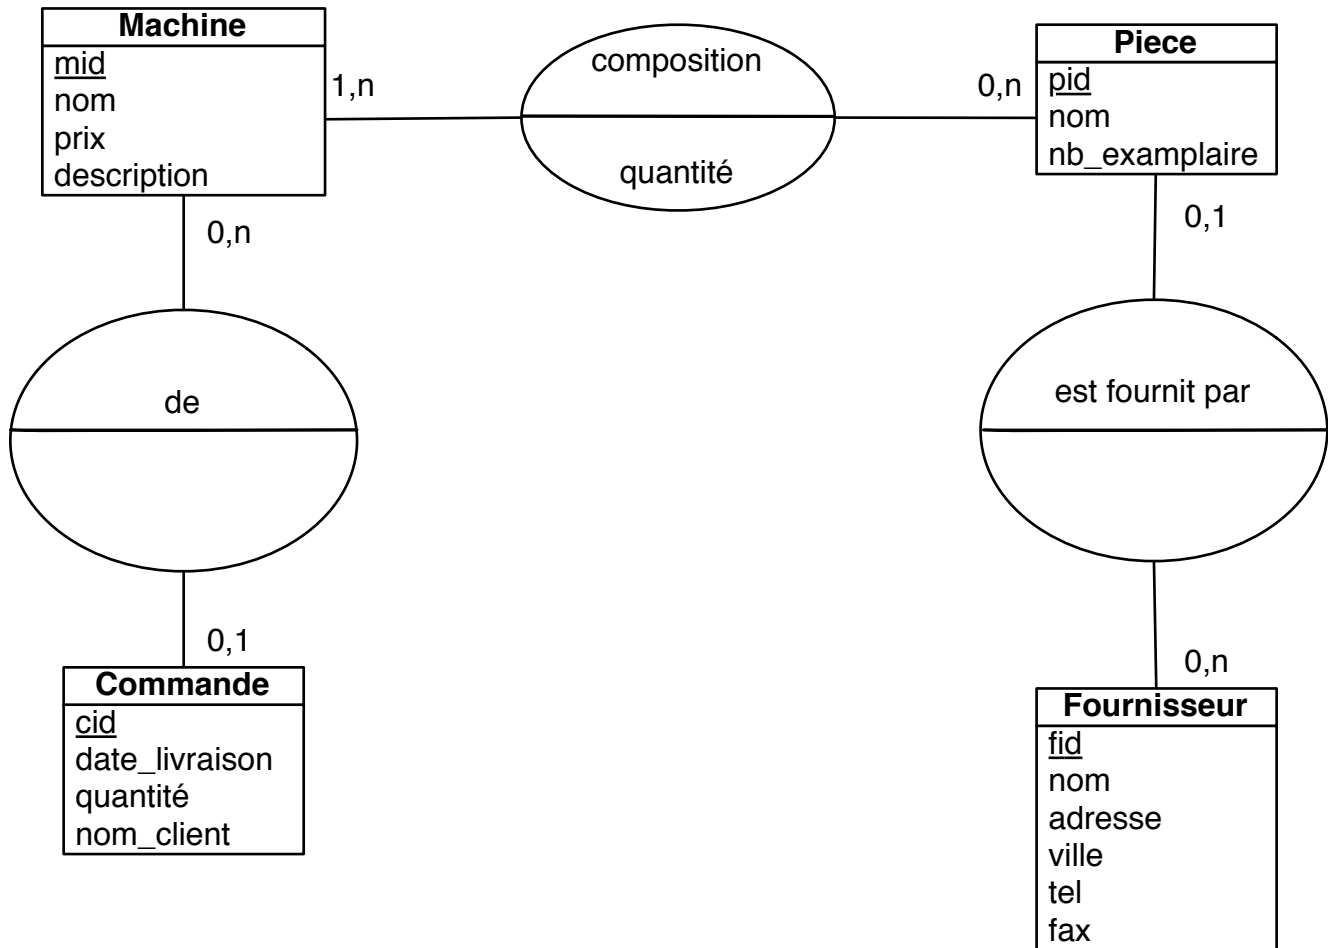 Machine
mid
nom
prix
description
1,n
composition
quantité
0,n
Piece
pid
nom
nb_examplaire
0,n
0,1
de
est fournit par
0,1
0,n
Commande
cid
date_livraison
quantité
nom_client
Fournisseur
fid
nom
adresse
ville
tel
fax